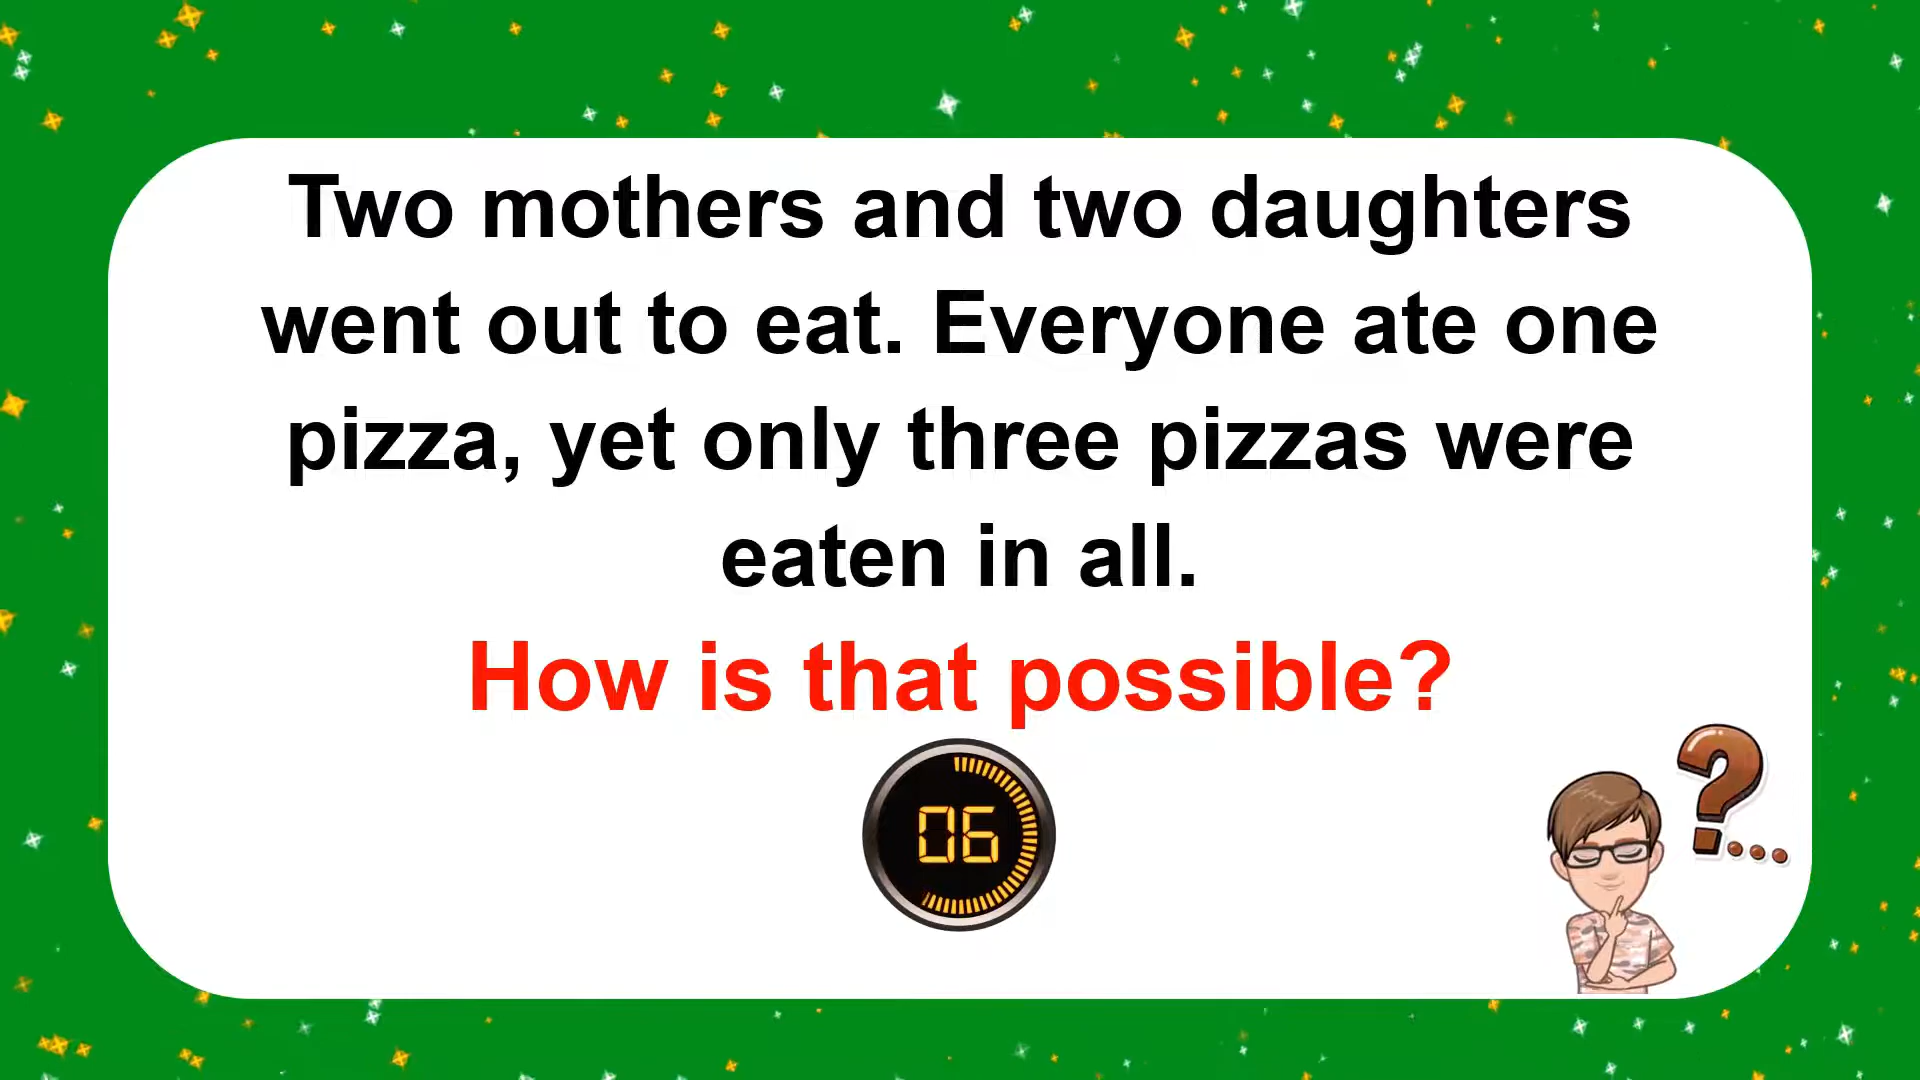 Two mothers and two daughters
went out to eat. Everyone ate one
pizza, yet only three pizzas were
eaten in all.
How is that possible?
06
?...